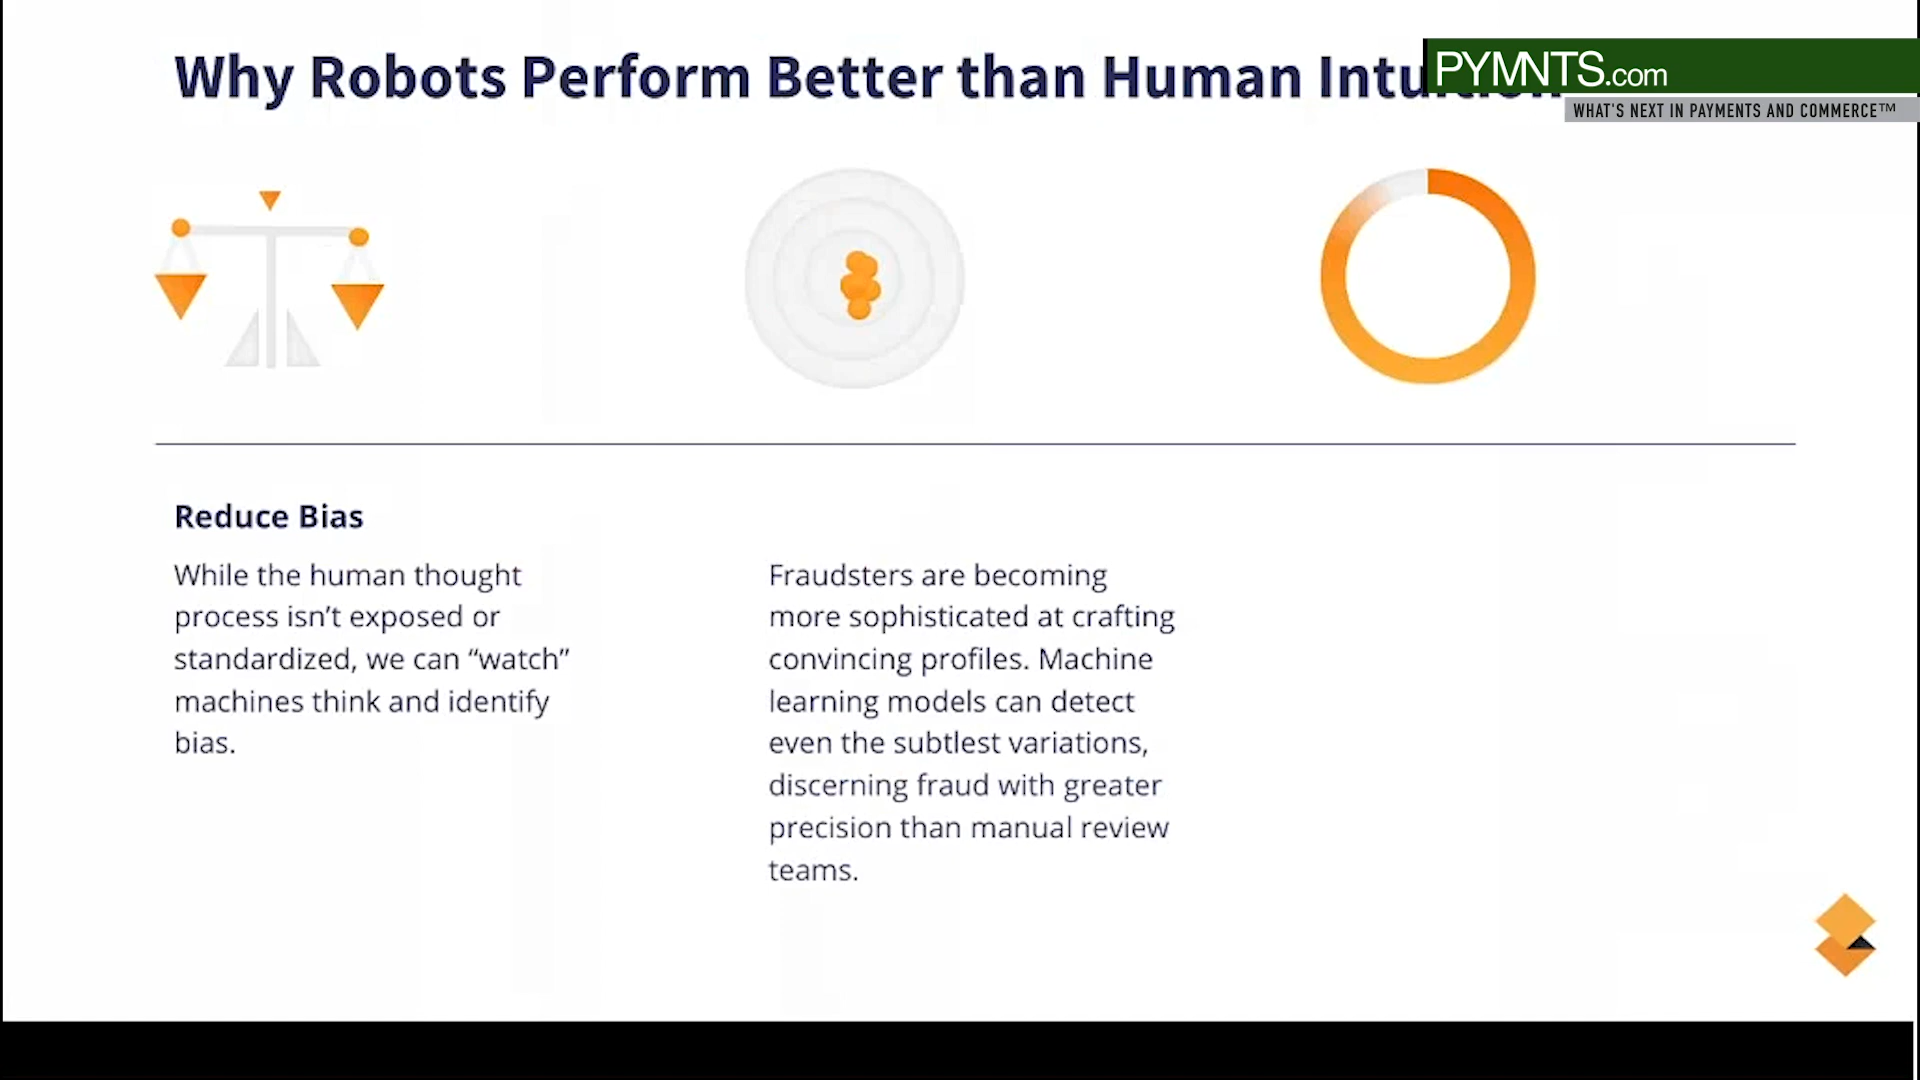 Why Robots Perform Better than Human
PYMNTS.com
WHAT'S NEXT IN PAYMENTS AND COMMERCE™
Reduce Bias
While the human thought
process isn't exposed or
standardized, we can “watch”
machines think and identify
bias.
Fraudsters are becoming
more sophisticated at crafting
convincing profiles. Machine
learning models can detect
even the subtlest variations,
discerning fraud with greater
precision than manual review
teams.